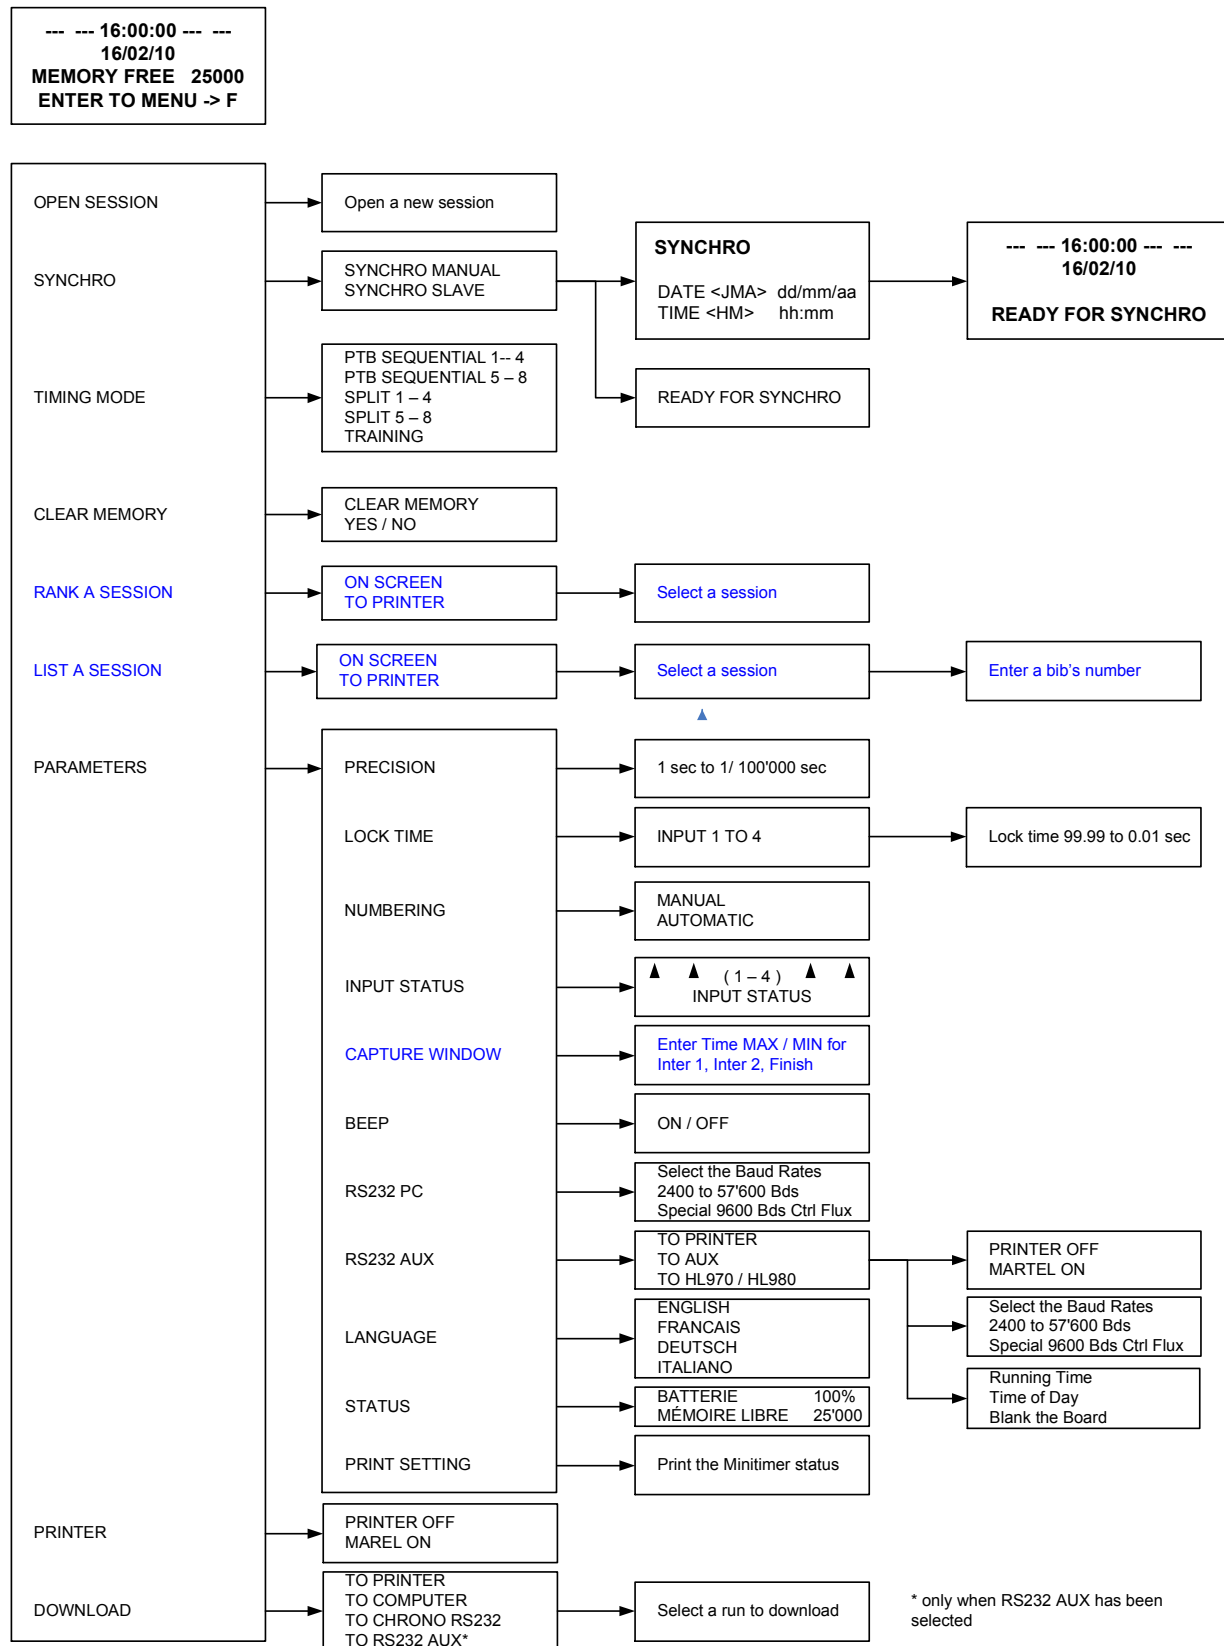 --- --- 16:00:00 --- ---
16/02/10
MEMORY FREE 25000
ENTER TO MENU -> F
OPEN SESSION
Open a new session
SYNCHRO
SYNCHRO MANUAL
SYNCHRO SLAVE
SYNCHRO
DATE <JMA> dd/mm/aa
TIME <HM> hh:mm
--- --- 16:00:00 --- ---
16/02/10
READY FOR SYNCHRO
READY FOR SYNCHRO
TIMING MODE
PTB SEQUENTIAL 1-- 4
PTB SEQUENTIAL 5 – 8
SPLIT 1 – 4
SPLIT 5 – 8
TRAINING
CLEAR MEMORY
CLEAR MEMORY
YES / NO
RANK A SESSION
ON SCREEN
TO PRINTER
Select a session
LIST A SESSION
ON SCREEN
TO PRINTER
Select a session
Enter a bib's number
PARAMETERS
PRECISION
1 sec to 1/ 100'000 sec
LOCK TIME
INPUT 1 TO 4
Lock time 99.99 to 0.01 sec
NUMBERING
MANUAL
AUTOMATIC
INPUT STATUS
( 1 – 4 )
INPUT STATUS
CAPTURE WINDOW
Enter Time MAX / MIN for
Inter 1, Inter 2, Finish
BEEP
ON / OFF
RS232 PC
Select the Baud Rates
2400 to 57'600 Bds
Special 9600 Bds Ctrl Flux
RS232 AUX
TO PRINTER
TO AUX
TO HL970 / HL980
PRINTER OFF
MARTEL ON
Select the Baud Rates
2400 to 57'600 Bds
Special 9600 Bds Ctrl Flux
Running Time
Time of Day
Blank the Board
LANGUAGE
ENGLISH
FRANCAIS
DEUTSCH
ITALIANO
STATUS
BATTERIE 100%
MÉMOIRE LIBRE 25'000
PRINT SETTING
Print the Minitimer status
PRINTER
PRINTER OFF
MAREL ON
DOWNLOAD
TO PRINTER
TO COMPUTER
TO CHRONO RS232
TO RS232 AUX*
Select a run to download
* only when RS232 AUX has been
selected